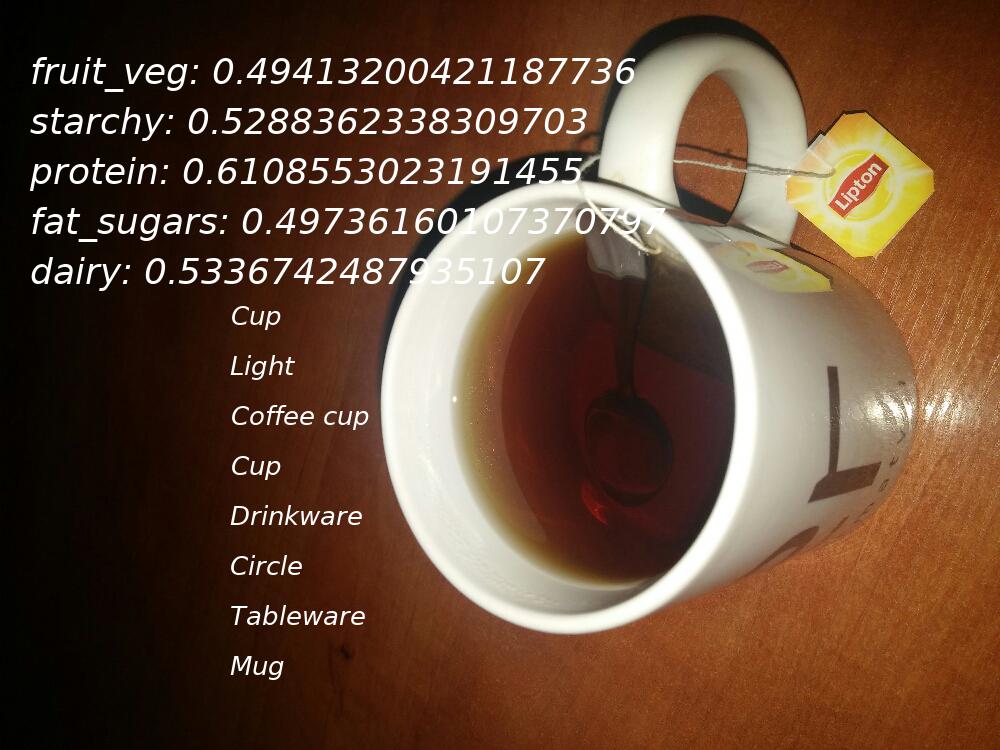 fruit_veg: 0.49413200421187736
starchy: 0.5288362338309703
protein: 0.6108553023191455
fat_sugars: 0.49736160107370797
dairy: 0.5336742487935107
Cup
Light
Coffee cup
Cup
Drinkware
Circle
Tableware
Mug
Lipton